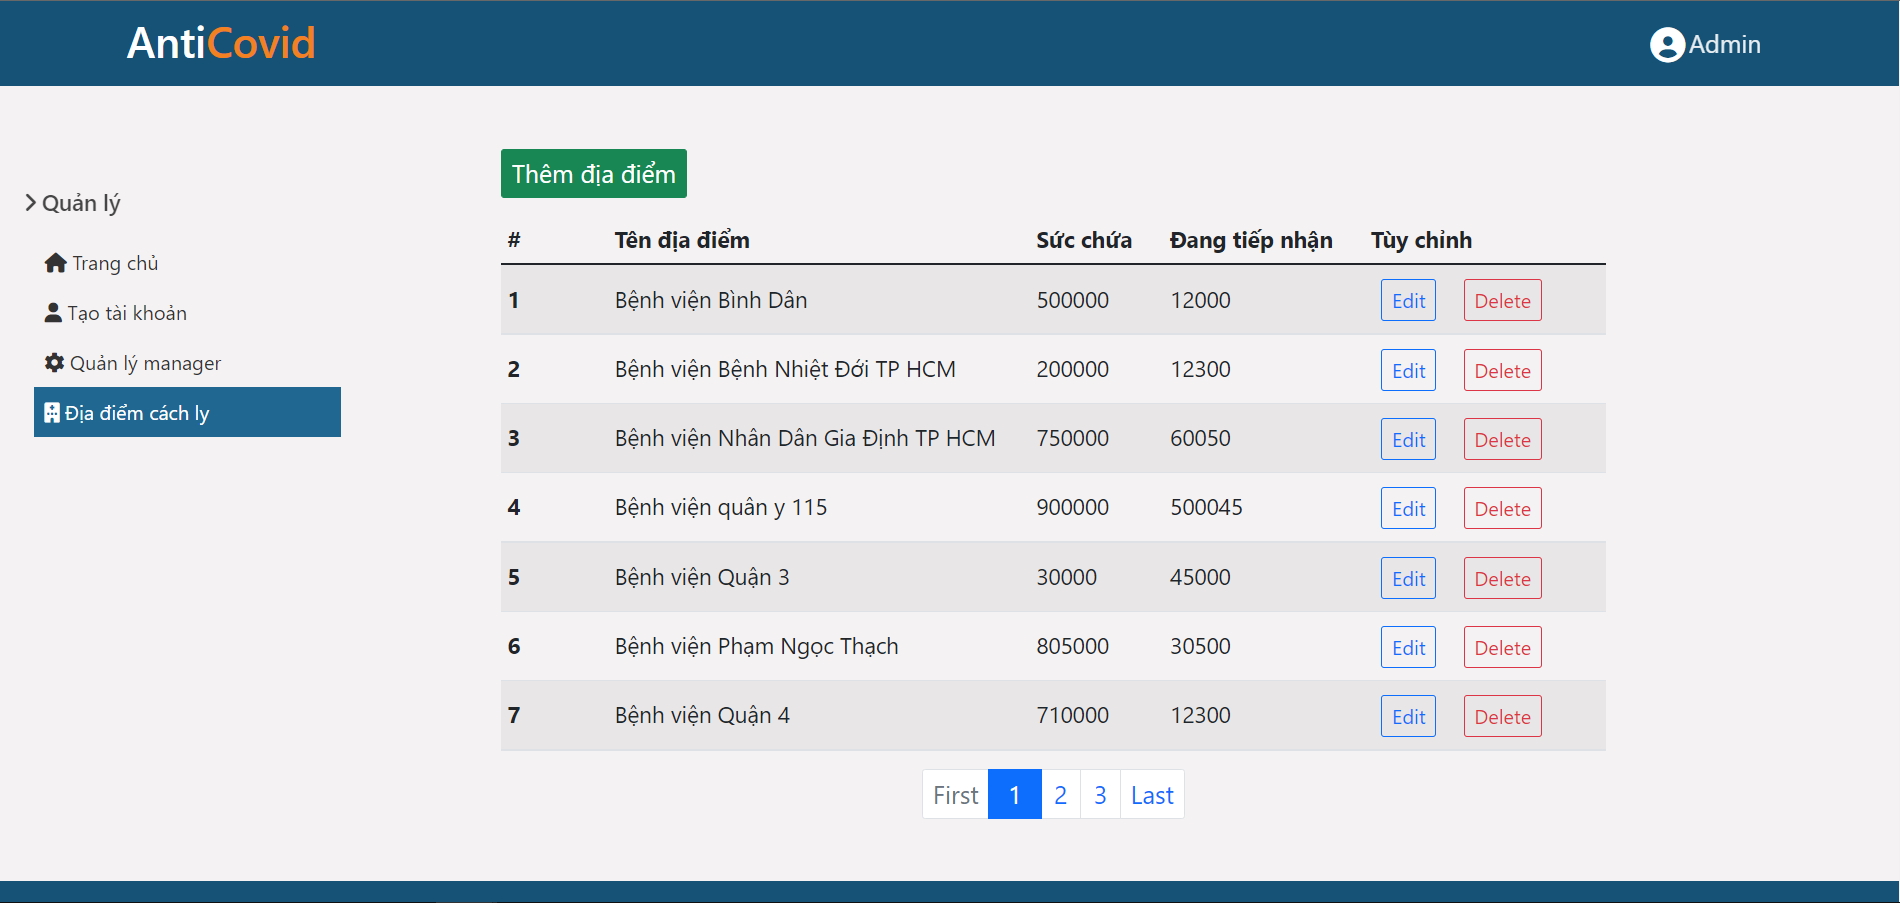 AntiCovid
Admin
Quản lý
Trang chủ
Tạo tài khoản
Quản lý manager
Địa điểm cách ly
Thêm địa điểm
# Tên địa điểm Sức chứa Đang tiếp nhận Tùy chỉnh
1 Bệnh viện Bình Dân 500000 12000 Edit Delete
2 Bệnh viện Bệnh Nhiệt Đới TP HCM 200000 12300 Edit Delete
3 Bệnh viện Nhân Dân Gia Định TP HCM 750000 60050 Edit Delete
4 Bệnh viện quân y 115 900000 500045 Edit Delete
5 Bệnh viện Quận 3 30000 45000 Edit Delete
6 Bệnh viện Phạm Ngọc Thạch 805000 30500 Edit Delete
7 Bệnh viện Quận 4 710000 12300 Edit Delete
First 1 2 3 Last